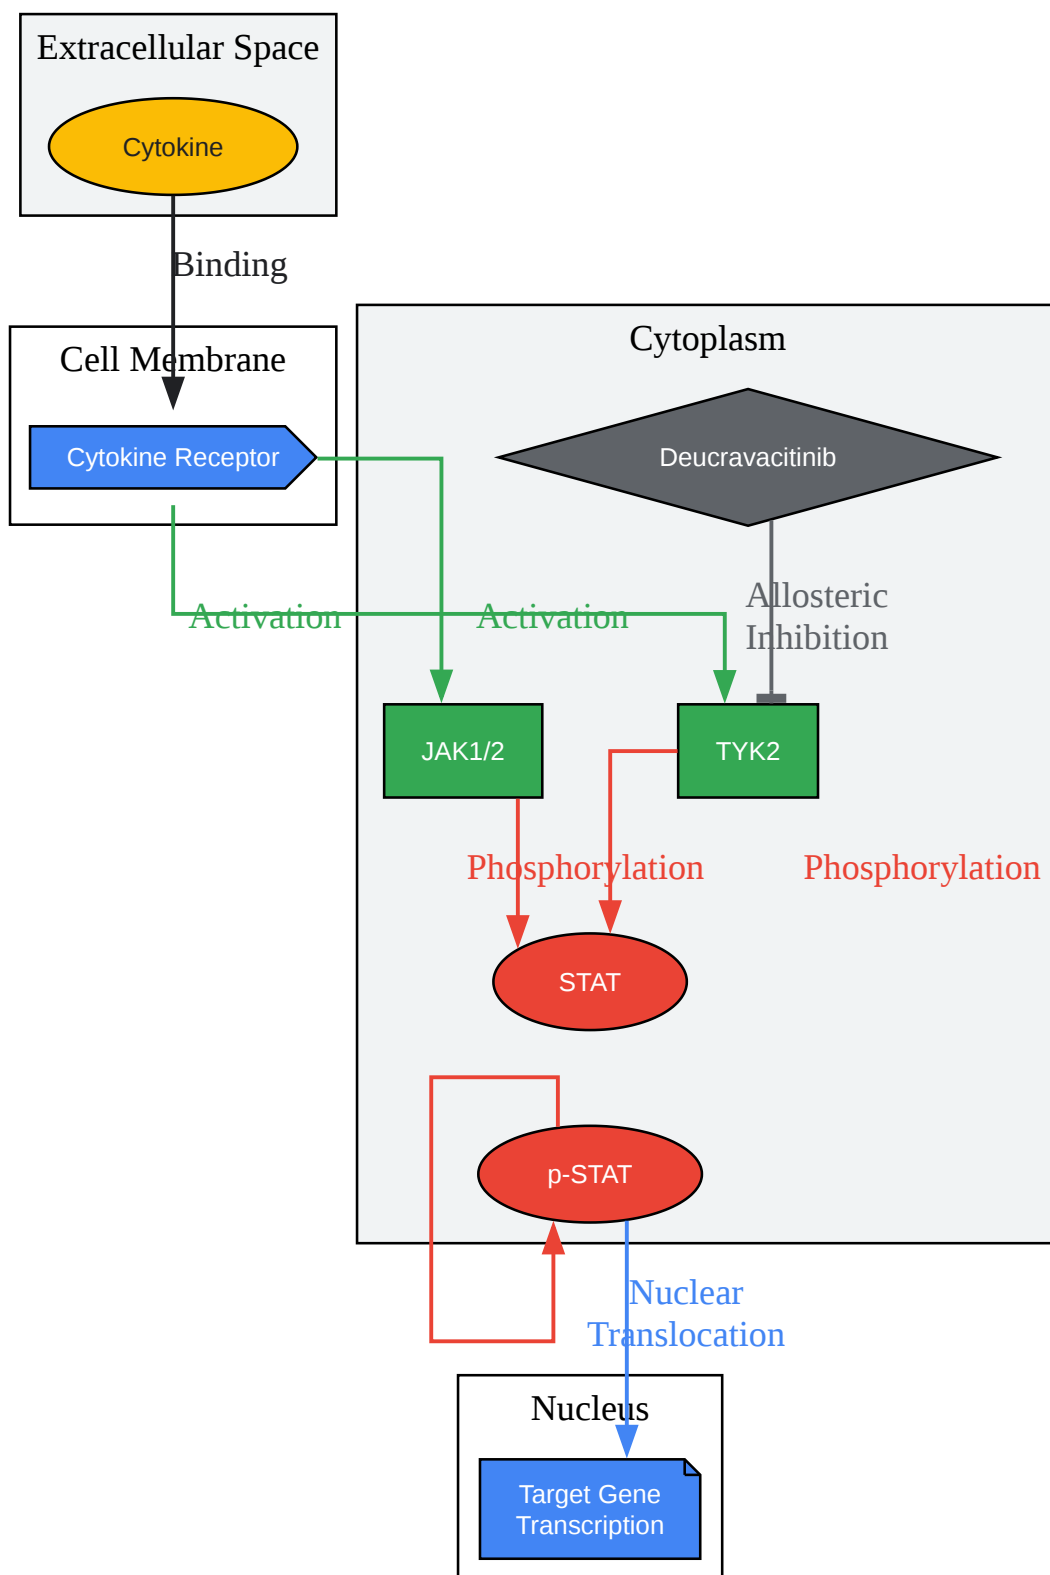 Extracellular Space
Cytokine
Binding
Cell Membrane
Cytokine Receptor
Cytoplasm
Deucravacitinib
Activation
Activation
Allosteric
Inhibition
JAK1/2
TYK2
Phosphorylation
Phosphorylation
STAT
p-STAT
Nuclear
Translocation
Nucleus
Target Gene
Transcription